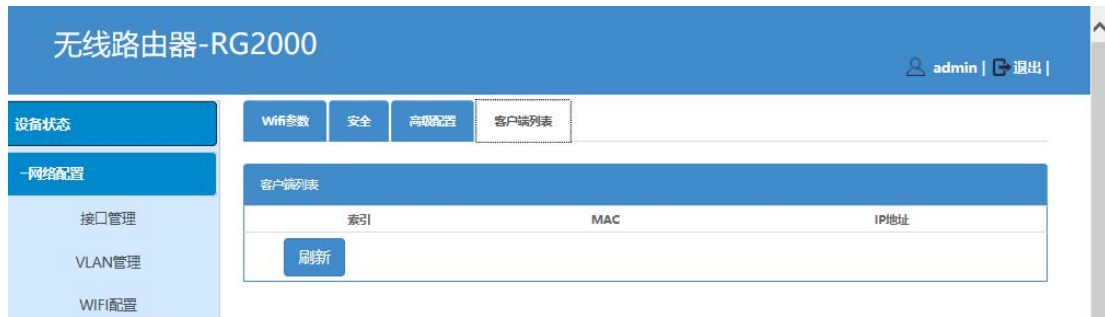 无线路由器-RG2000
admin | 退出 |
设备状态
Wifi参数 安全 高级配置 客户端列表
-网络配置
客户端列表
接口管理
索引 MAC IP地址
VLAN管理
刷新
WIFI配置